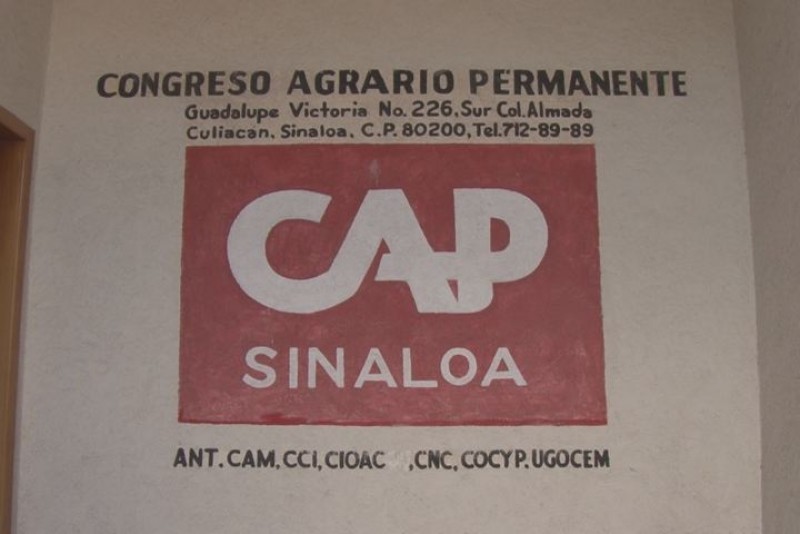 CONGRESO AGRARIO PERMANENTE
Guadalupe Victoria No. 226, Sur Col. Almada
Culiacán, Sinaloa, C.P. 80200, Tel. 712-89-89
CAP
SINALOA
ANT. CAM, CCI, CIOAC ,CNC, COCYP. UGOCEM